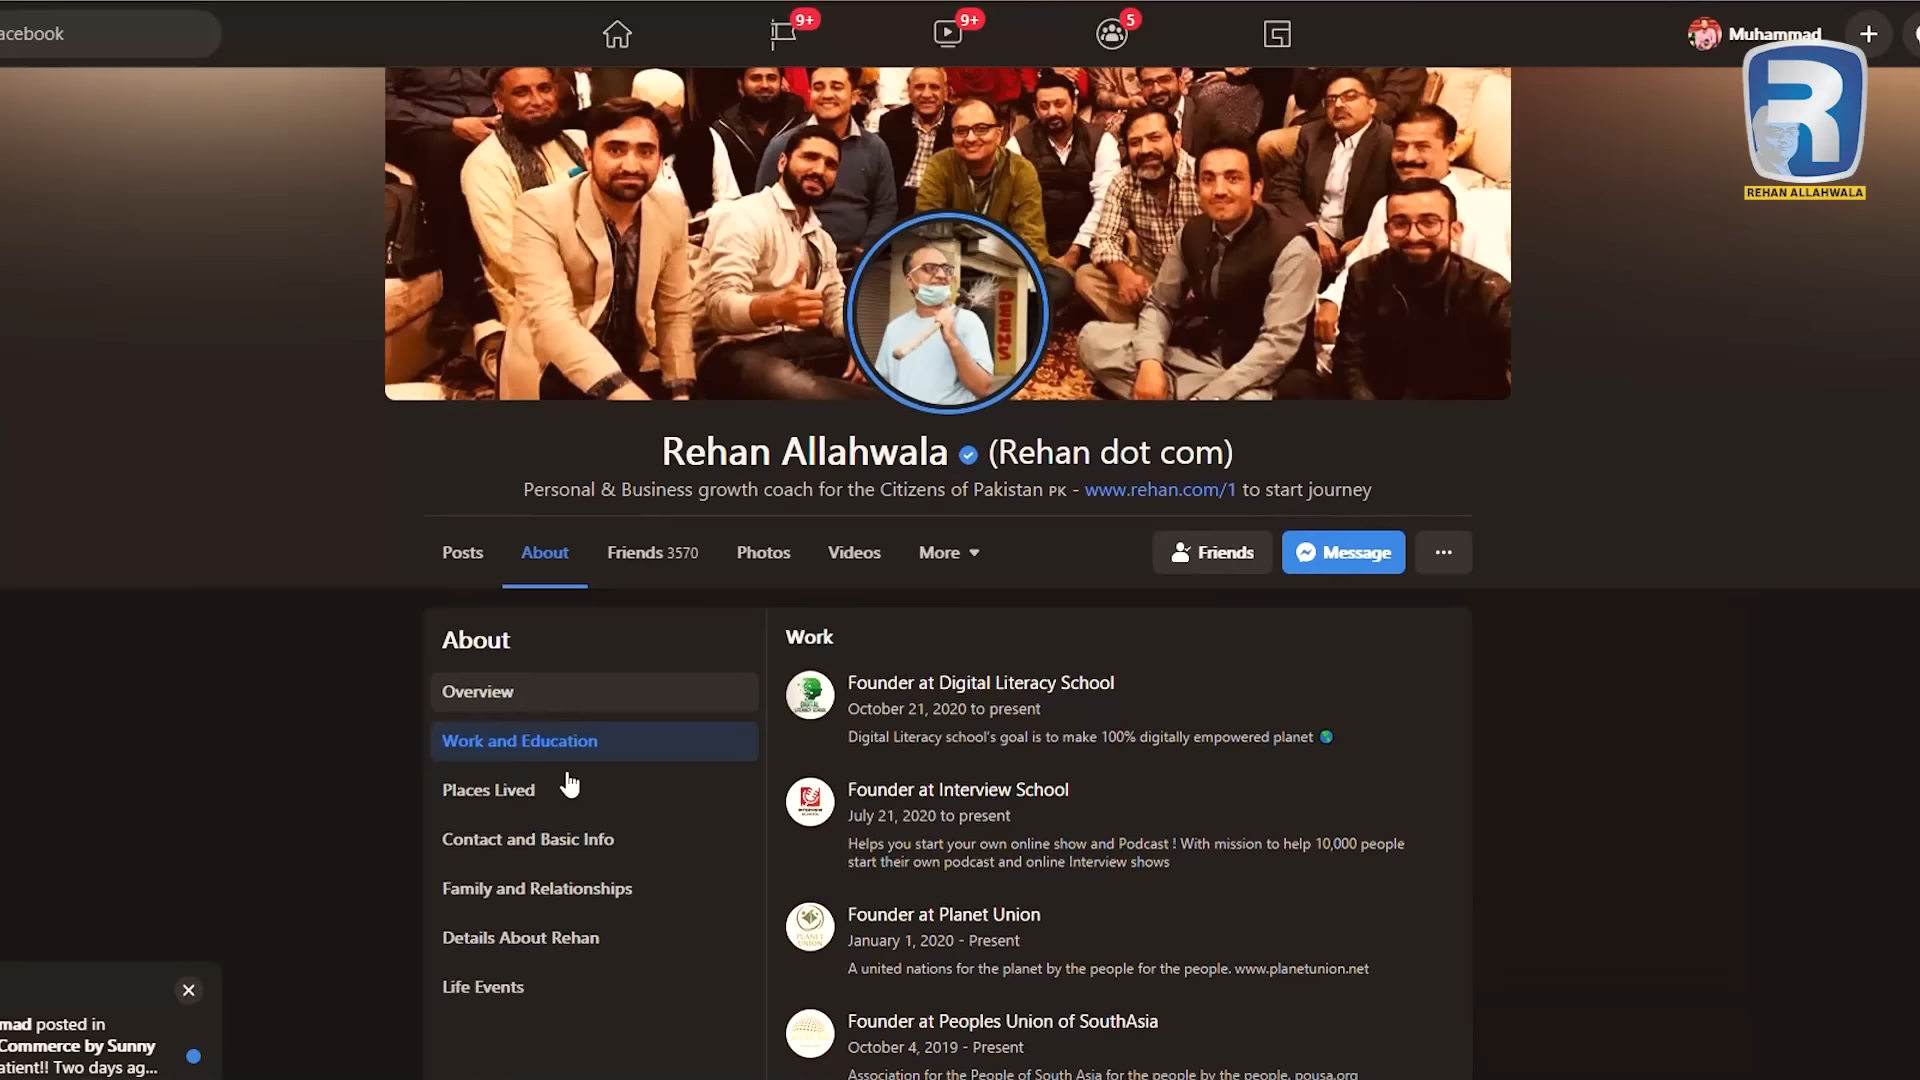 acebook
9+
9+
5
Muhammad
REHAN ALLAHWALA
Rehan Allahwala (Rehan dot com)
Personal & Business growth coach for the Citizens of Pakistan PK - www.rehan.com/1 to start journey
Posts
About
Friends 3570
Photos
Videos
More
Friends
Message
About
Overview
Work and Education
Places Lived
Contact and Basic Info
Family and Relationships
Details About Rehan
Life Events
Work
Founder at Digital Literacy School
October 21, 2020 to present
Digital Literacy school's goal is to make 100% digitally empowered planet
Founder at Interview School
July 21, 2020 to present
Helps you start your own online show and Podcast ! With mission to help 10,000 people
start their own podcast and online Interview shows
Founder at Planet Union
January 1, 2020 - Present
A united nations for the planet by the people for the people. www.planetunion.net
Founder at Peoples Union of SouthAsia
October 4, 2019 - Present
Association for the People of South Asia for the people by the people. pousa.org
mad posted in
Commerce by Sunny
atient!! Two days ag...